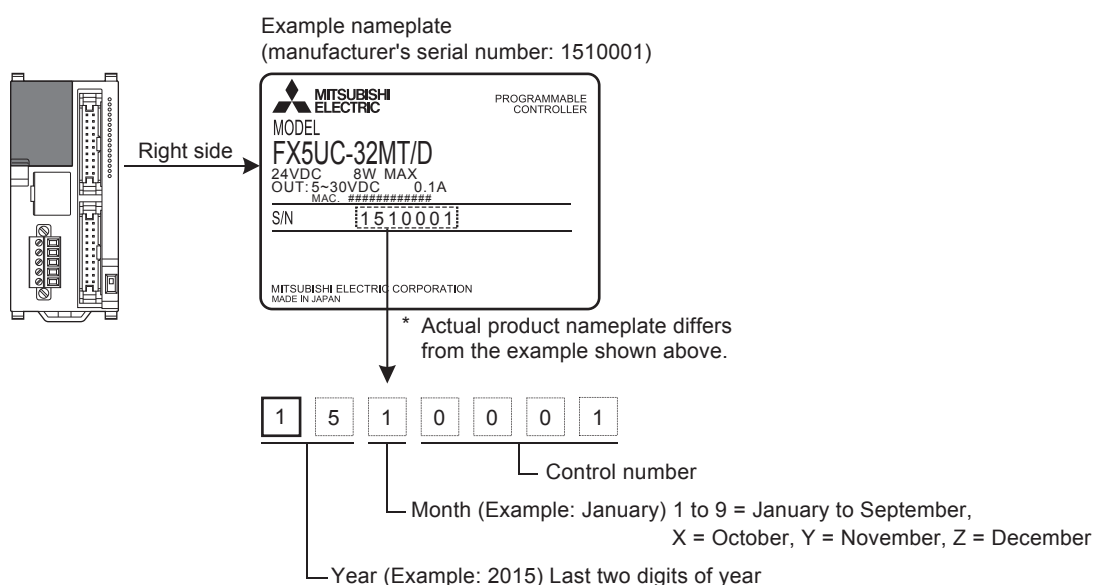 Example nameplate
(manufacturer's serial number: 1510001)
MITSUBISHI
ELECTRIC
PROGRAMMABLE
CONTROLLER
MODEL
FX5UC-32MT/D
24VDC 8W MAX
OUT: 5~30VDC 0.1A
MAC. ############
S/N 1510001
MITSUBISHI ELECTRIC CORPORATION
MADE IN JAPAN
Right side
* Actual product nameplate differs
from the example shown above.
1 5 1 0 0 0 1
Control number
Month (Example: January) 1 to 9 = January to September,
X = October, Y = November, Z = December
Year (Example: 2015) Last two digits of year